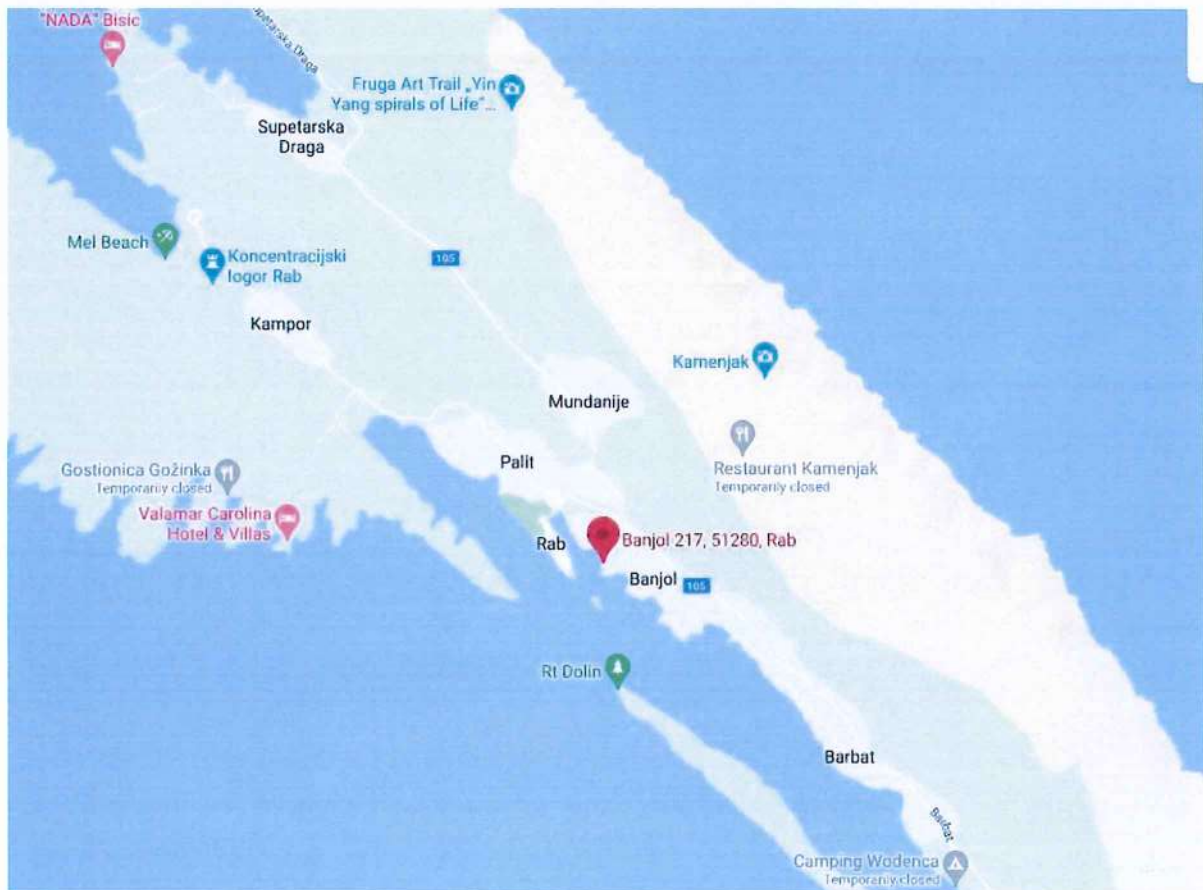 "NADA" Bisic
Supetarska Draga
Fruga Art Trail „Yin
Yang spirals of Life"...
Supetarska
Draga
Mel Beach
Koncentracijski
logor Rab
105
Kampor
Kamenjak
Mundanije
Palit
Gostionica Gožinka
Temporarily closed
Restaurant Kamenjak
Temporarily closed
Valamar Carolina
Hotel & Villas
Rab
Banjol 217, 51280, Rab
Banjol
105
Rt Dolin
Barbat
Barbat
Camping Wodenca
Temporarily closed